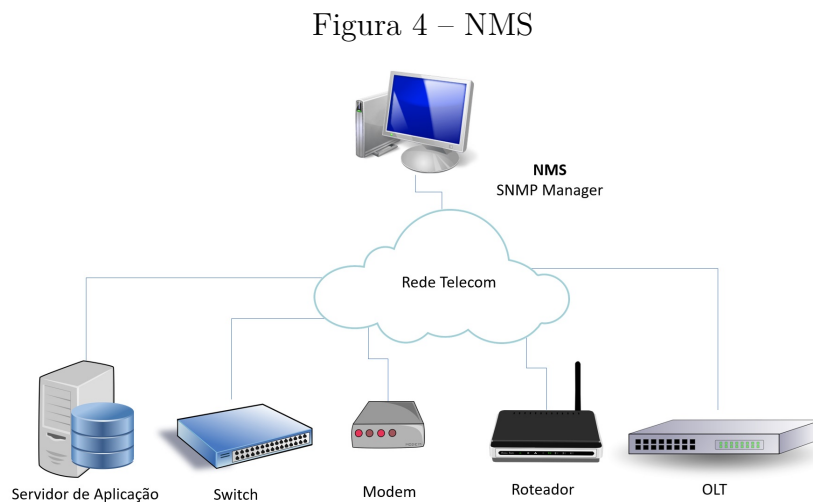 Figura 4 – NMS
NMS
SNMP Manager
Rede Telecom
Servidor de Aplicação
Switch
Modem
Roteador
OLT